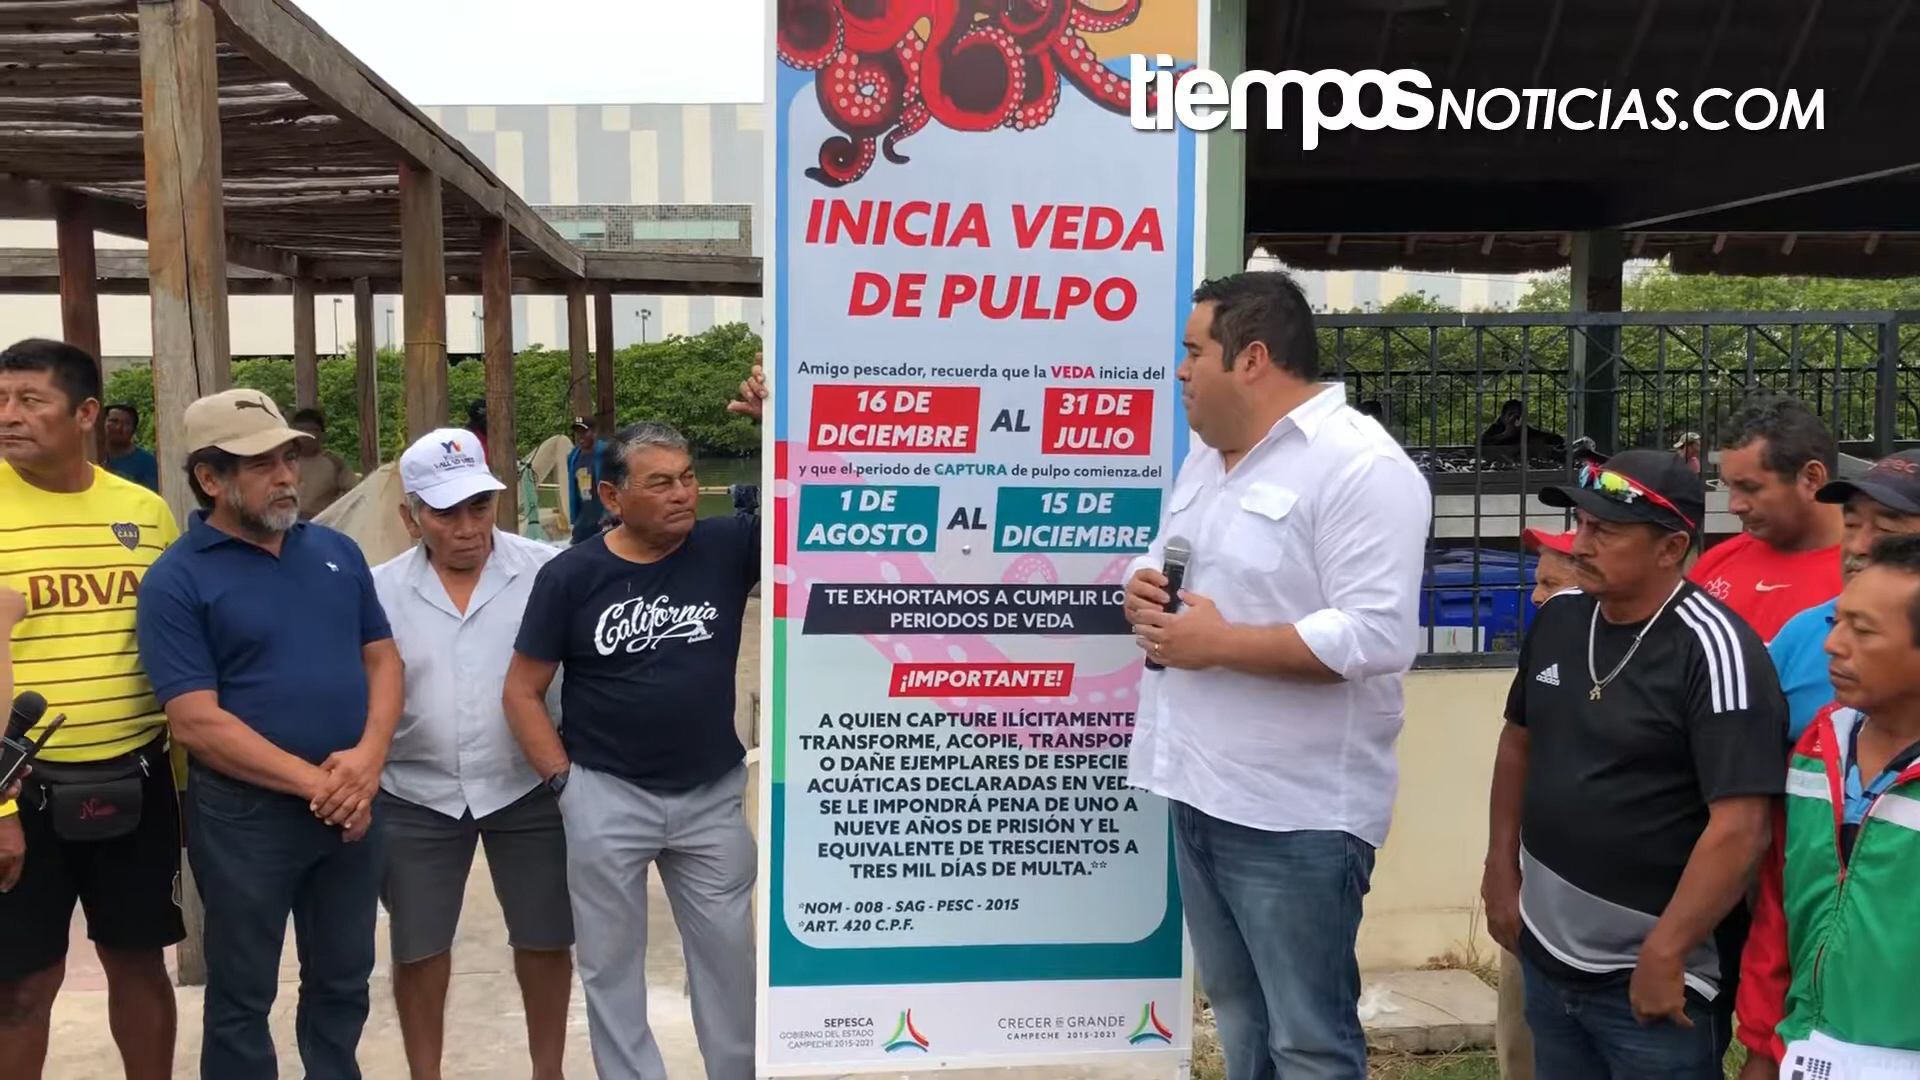 tiemposNOTICIAS.COM
INICIA VEDA
DE PULPO
Amigo pescador, recuerda que la VEDA inicia del
16 DE DICIEMBRE AL 31 DE JULIO
y que el periodo de CAPTURA de pulpo comienza del
1 DE AGOSTO AL 15 DE DICIEMBRE
TE EXHORTAMOS A CUMPLIR LO
PERIODOS DE VEDA
¡IMPORTANTE!
A QUIEN CAPTURE ILÍCITAMENTE
TRANSFORME, ACOPIE, TRANSPOR
O DAÑE EJEMPLARES DE ESPECIE
ACUÁTICAS DECLARADAS EN VEDA,
SE LE IMPONDRÁ PENA DE UNO A
NUEVE AÑOS DE PRISIÓN Y EL
EQUIVALENTE DE TRESCIENTOS A
TRES MIL DÍAS DE MULTA.**
*NOM - 008 - SAG - PESC - 2015
*ART. 420 C.P.F.
SEPESCA
GOBIERNO DEL ESTADO
CAMPECHE 2015-2021
CRECER EN GRANDE
CAMPECHE 2015-2021
C.A.B.J.
BBVA
California
adidas